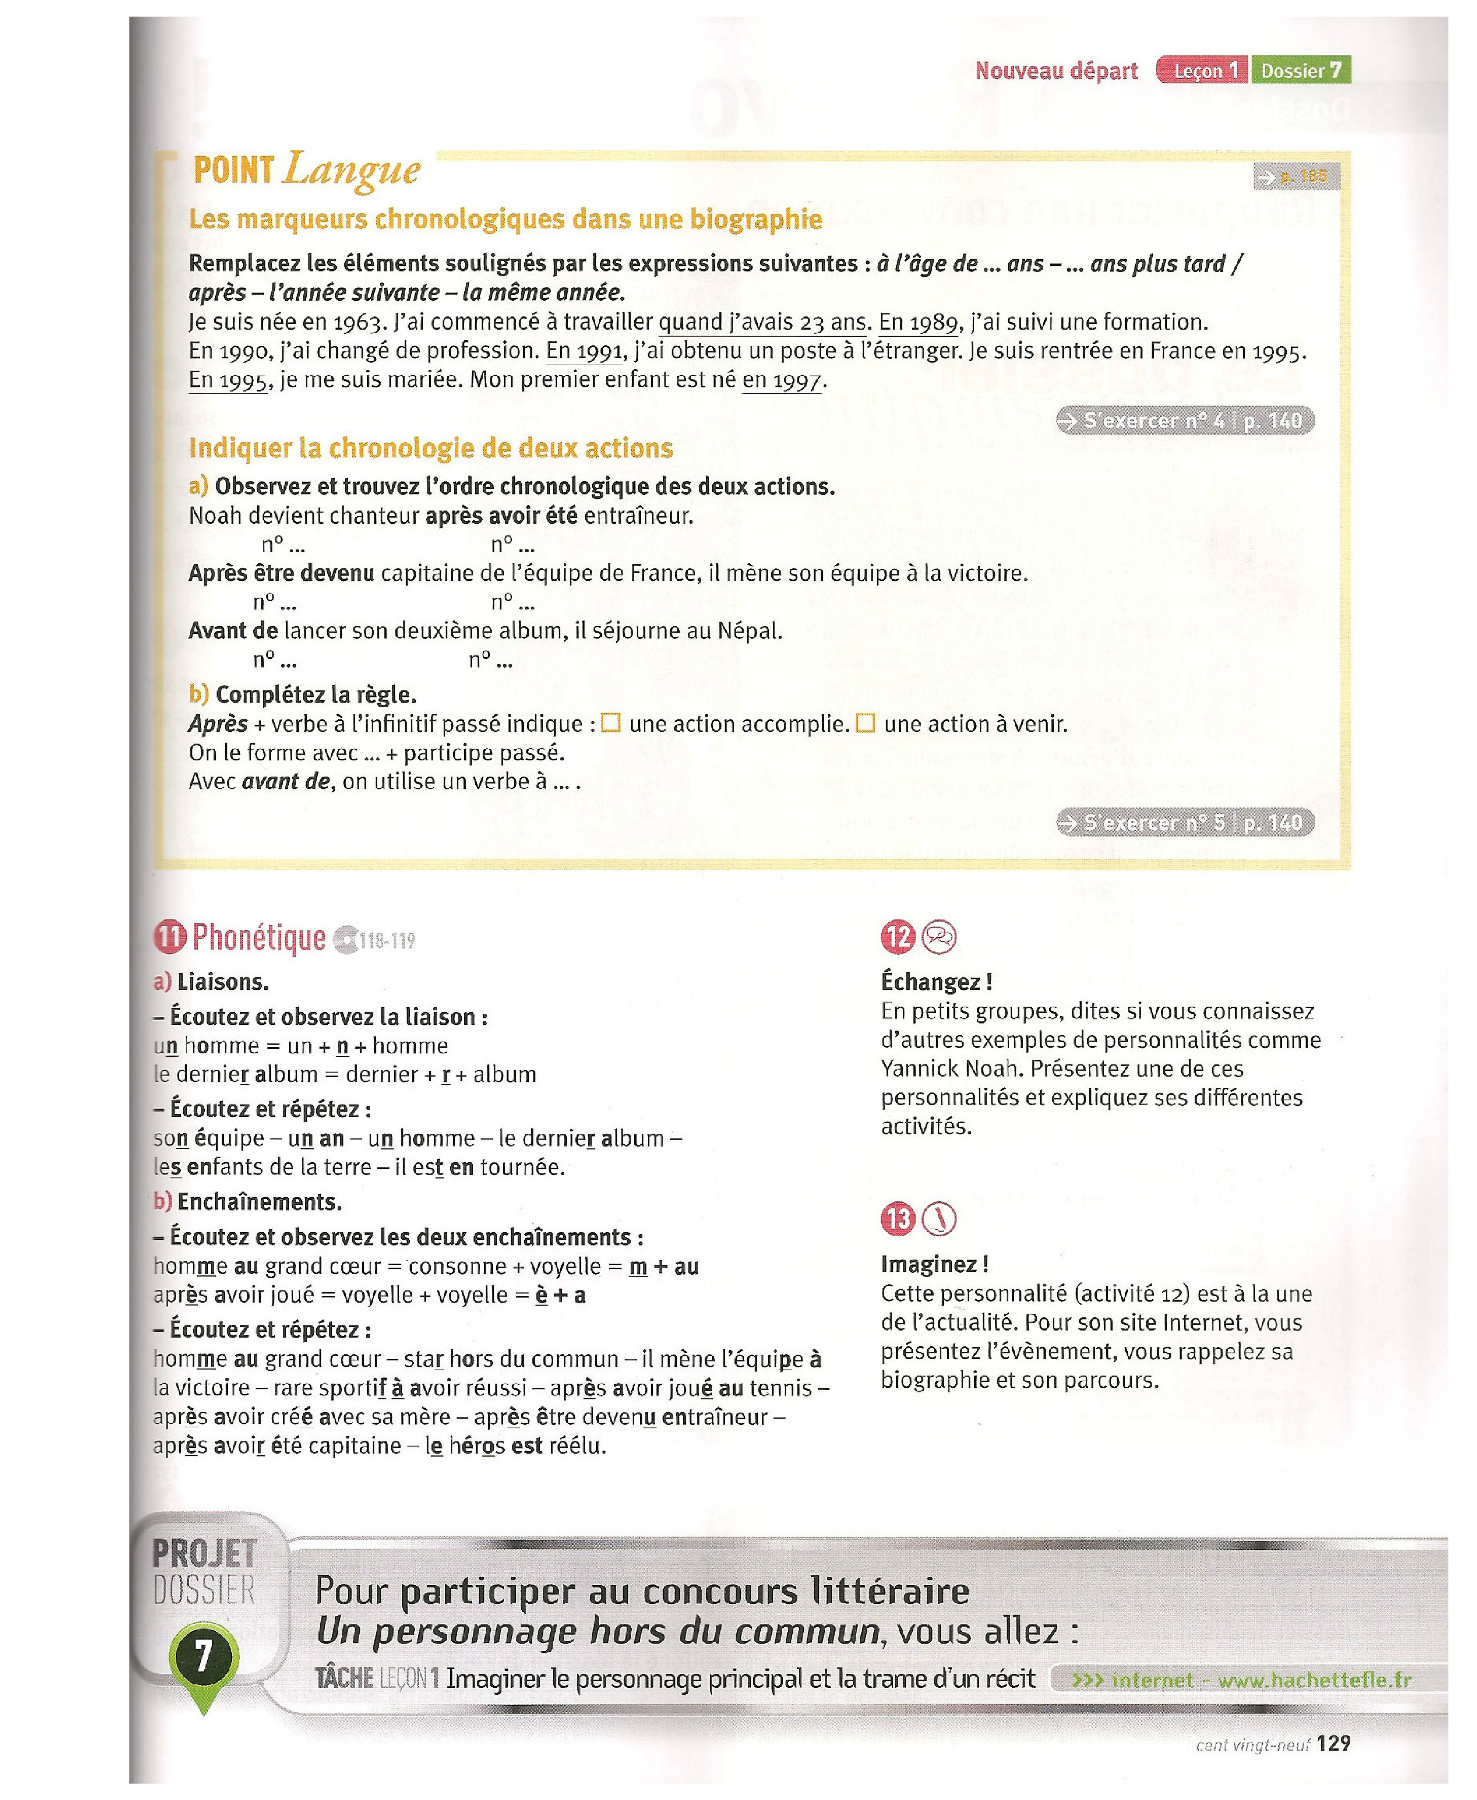 Nouveau départ Leçon 1 Dossier 7
POINT Langue
→ p. 185
Les marqueurs chronologiques dans une biographie
Remplacez les éléments soulignés par les expressions suivantes : à l'âge de ... ans – ... ans plus tard /
après – l'année suivante – la même année.
Je suis née en 1963. J'ai commencé à travailler quand j'avais 23 ans. En 1989, j'ai suivi une formation.
En 1990, j'ai changé de profession. En 1991, j'ai obtenu un poste à l'étranger. Je suis rentrée en France en 1995.
En 1995, je me suis mariée. Mon premier enfant est né en 1997.
→ S'exercer n° 4 | p. 140
Indiquer la chronologie de deux actions
a) Observez et trouvez l'ordre chronologique des deux actions.
Noah devient chanteur après avoir été entraîneur.
n° ... n° ...
Après être devenu capitaine de l'équipe de France, il mène son équipe à la victoire.
n° ... n° ...
Avant de lancer son deuxième album, il séjourne au Népal.
n° ... n° ...
b) Complétez la règle.
Après + verbe à l'infinitif passé indique : □ une action accomplie. □ une action à venir.
On le forme avec ... + participe passé.
Avec avant de, on utilise un verbe à ... .
→ S'exercer n° 5 | p. 140
11 Phonétique 118-119
a) Liaisons.
– Écoutez et observez la liaison :
un homme = un + n + homme
le dernier album = dernier + r + album
– Écoutez et répétez :
son équipe – un an – un homme – le dernier album –
les enfants de la terre – il est en tournée.
b) Enchaînements.
– Écoutez et observez les deux enchaînements :
homme au grand cœur = consonne + voyelle = m + au
après avoir joué = voyelle + voyelle = è + a
– Écoutez et répétez :
homme au grand cœur – star hors du commun – il mène l'équipe à
la victoire – rare sportif à avoir réussi – après avoir joué au tennis –
après avoir créé avec sa mère – après être devenu entraîneur –
après avoir été capitaine – le héros est réélu.
12
Échangez !
En petits groupes, dites si vous connaissez
d'autres exemples de personnalités comme
Yannick Noah. Présentez une de ces
personnalités et expliquez ses différentes
activités.
13
Imaginez !
Cette personnalité (activité 12) est à la une
de l'actualité. Pour son site Internet, vous
présentez l'évènement, vous rappelez sa
biographie et son parcours.
PROJET
DOSSIER
7
Pour participer au concours littéraire
Un personnage hors du commun, vous allez :
TÂCHE LEÇON 1 Imaginer le personnage principal et la trame d'un récit >>> internet - www.hachettefle.fr
cent vingt-neuf 129